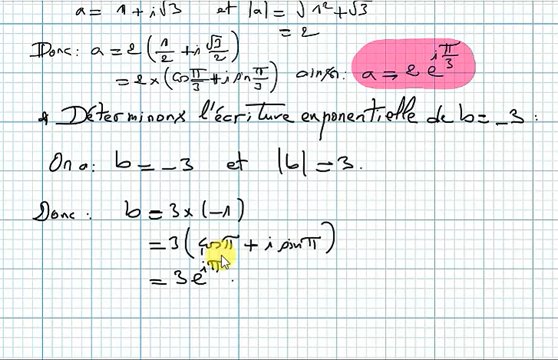 a = 1 + i√3 et |a| = √1² + √3
= 2
Donc : a = 2 (1/2 + i √3/2)
= 2 × (cos π/3 + i sin π/3) ainsi : a = 2 e^{i π/3}
* Déterminons l'écriture exponentielle de b = -3 :
On a : b = -3 et |b| = 3.
Donc : b = 3 × (-1)
= 3 (cos π + i sin π)
= 3 e^{iπ}.